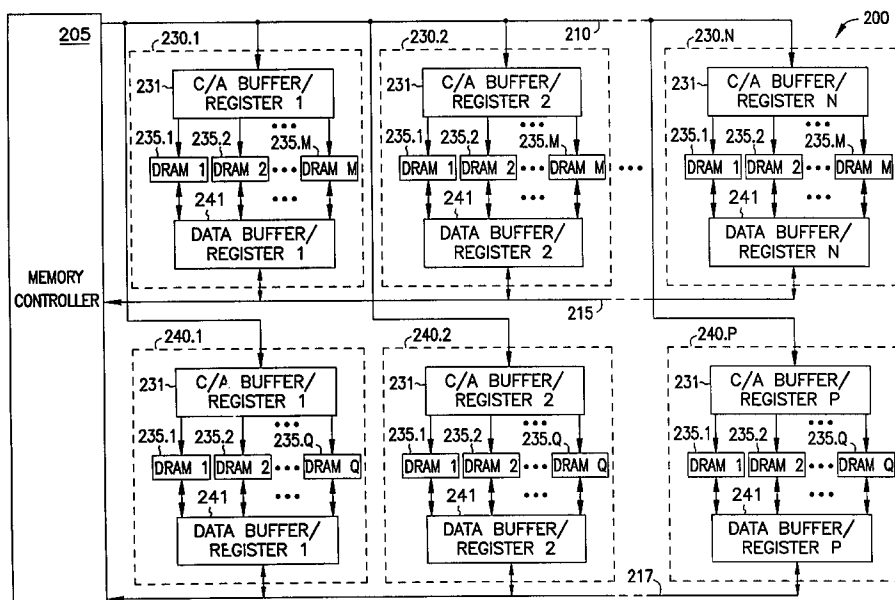 205
MEMORY CONTROLLER
210
200
230.1
231
C/A BUFFER/
REGISTER 1
235.1
235.2
235.M
DRAM 1
DRAM 2
DRAM M
241
DATA BUFFER/
REGISTER 1
230.2
231
C/A BUFFER/
REGISTER 2
235.1
235.2
235.M
DRAM 1
DRAM 2
DRAM M
241
DATA BUFFER/
REGISTER 2
230.N
231
C/A BUFFER/
REGISTER N
235.1
235.2
235.M
DRAM 1
DRAM 2
DRAM M
241
DATA BUFFER/
REGISTER N
215
240.1
231
C/A BUFFER/
REGISTER 1
235.1
235.2
235.Q
DRAM 1
DRAM 2
DRAM Q
241
DATA BUFFER/
REGISTER 1
240.2
231
C/A BUFFER/
REGISTER 2
235.1
235.2
235.Q
DRAM 1
DRAM 2
DRAM Q
241
DATA BUFFER/
REGISTER 2
240.P
231
C/A BUFFER/
REGISTER P
235.1
235.2
235.Q
DRAM 1
DRAM 2
DRAM Q
241
DATA BUFFER/
REGISTER P
217